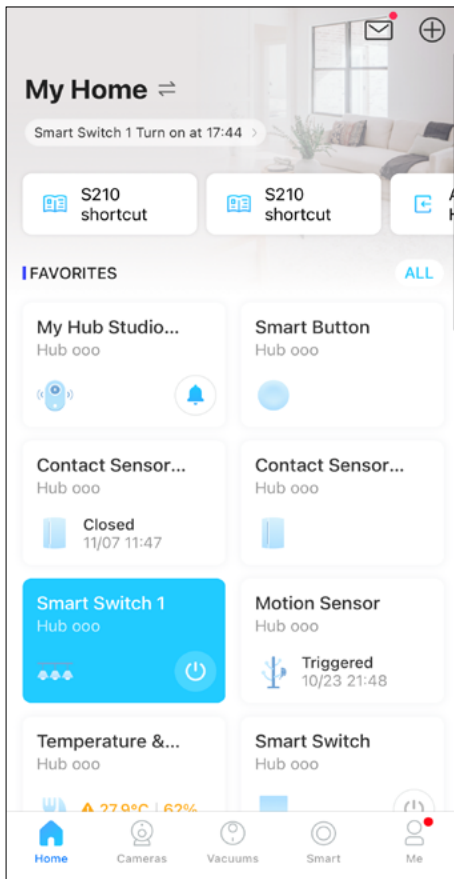 My Home
Smart Switch 1 Turn on at 17:44 >
S210
shortcut
S210
shortcut
FAVORITES
ALL
My Hub Studio...
Hub ooo
Smart Button
Hub ooo
Contact Sensor...
Hub ooo
Closed
11/07 11:47
Contact Sensor...
Hub ooo
Smart Switch 1
Hub ooo
Motion Sensor
Hub ooo
Triggered
10/23 21:48
Temperature &...
Hub ooo
27.9°C | 62%
Smart Switch
Hub ooo
Home
Cameras
Vacuums
Smart
Me